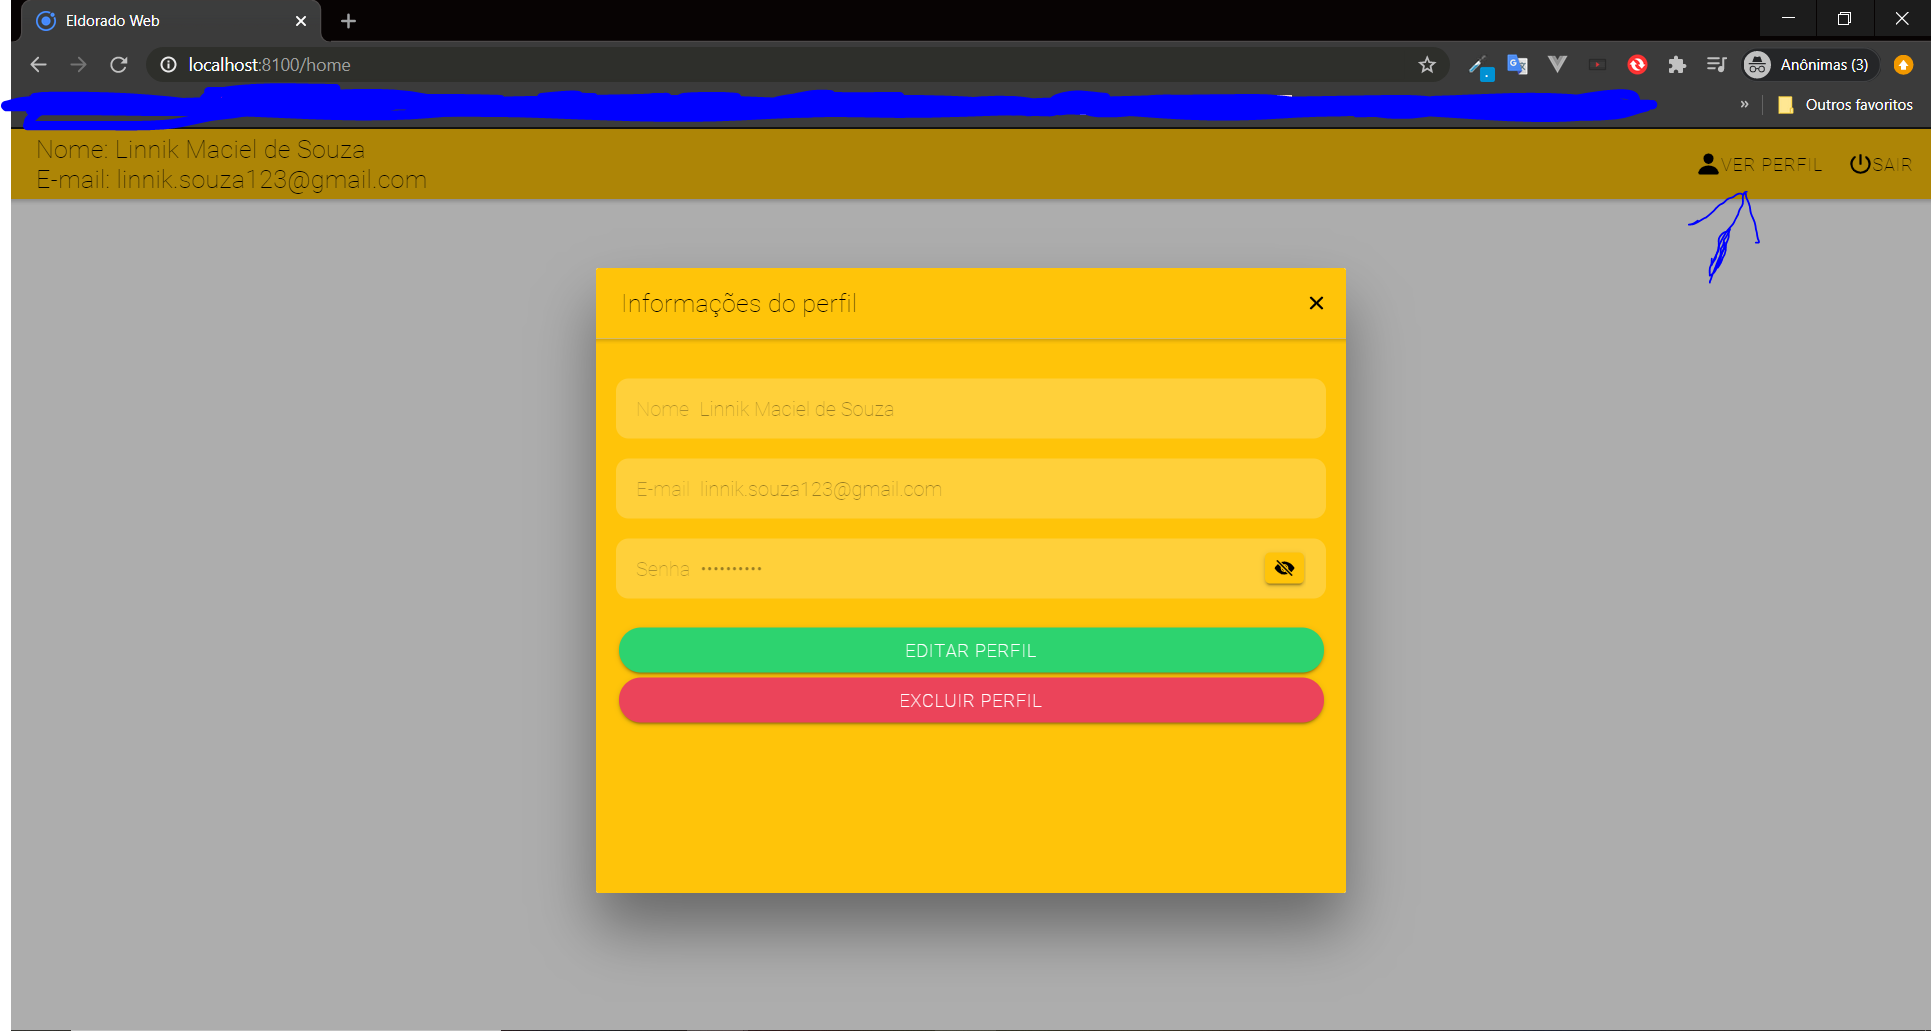 Eldorado Web
localhost:8100/home
Anônimas (3)
» Outros favoritos
Nome: Linnik Maciel de Souza
E-mail: linnik.souza123@gmail.com
VER PERFIL
SAIR
Informações do perfil
Nome Linnik Maciel de Souza
E-mail linnik.souza123@gmail.com
Senha ••••••••••
EDITAR PERFIL
EXCLUIR PERFIL